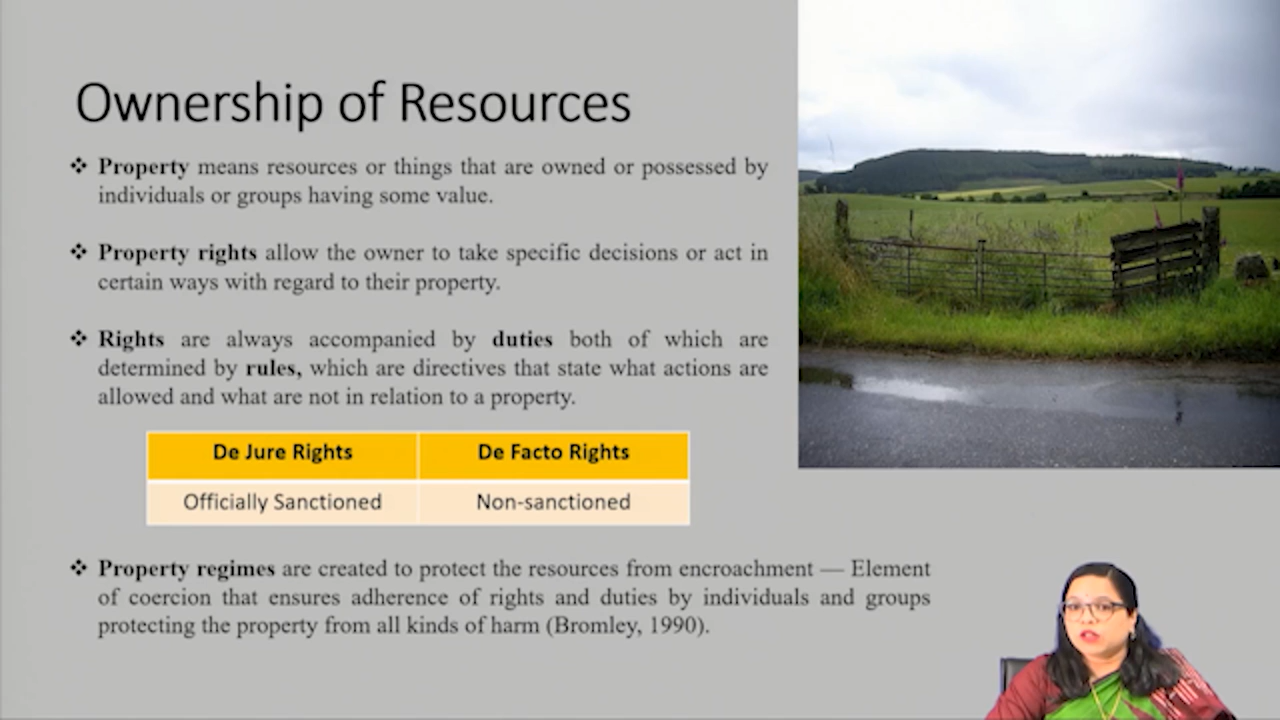 Ownership of Resources
❖ Property means resources or things that are owned or possessed by
individuals or groups having some value.
❖ Property rights allow the owner to take specific decisions or act in
certain ways with regard to their property.
❖ Rights are always accompanied by duties both of which are
determined by rules, which are directives that state what actions are
allowed and what are not in relation to a property.
De Jure Rights De Facto Rights
Officially Sanctioned Non-sanctioned
❖ Property regimes are created to protect the resources from encroachment — Element
of coercion that ensures adherence of rights and duties by individuals and groups
protecting the property from all kinds of harm (Bromley, 1990).